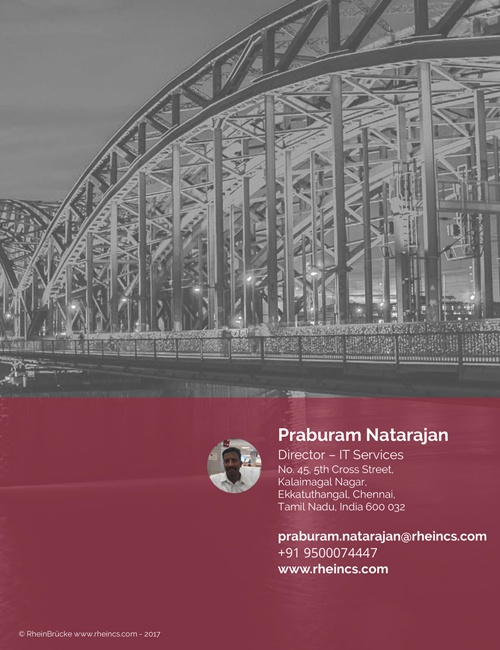 Praburam Natarajan
Director – IT Services
No. 45, 5th Cross Street,
Kalaimagal Nagar,
Ekkatuthangal, Chennai,
Tamil Nadu, India 600 032
praburam.natarajan@rheincs.com
+91 9500074447
www.rheincs.com
© RheinBrücke www.rheincs.com - 2017